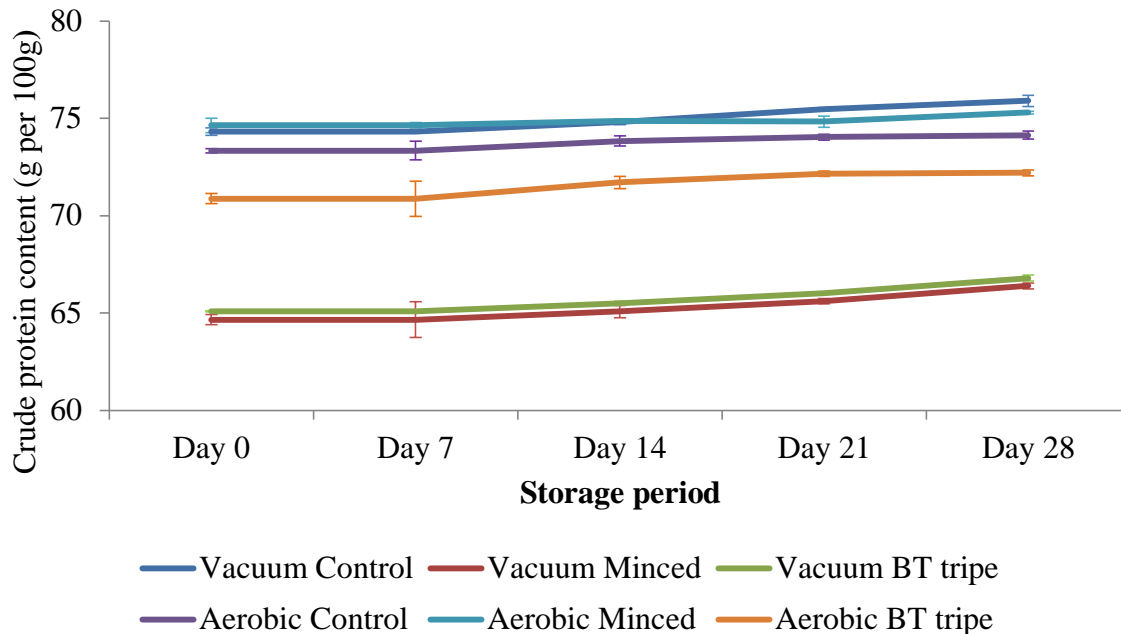 Crude protein content (g per 100g)
80
75
70
65
60
Day 0 Day 7 Day 14 Day 21 Day 28
Storage period
Vacuum Control Vacuum Minced Vacuum BT tripe
Aerobic Control Aerobic Minced Aerobic BT tripe